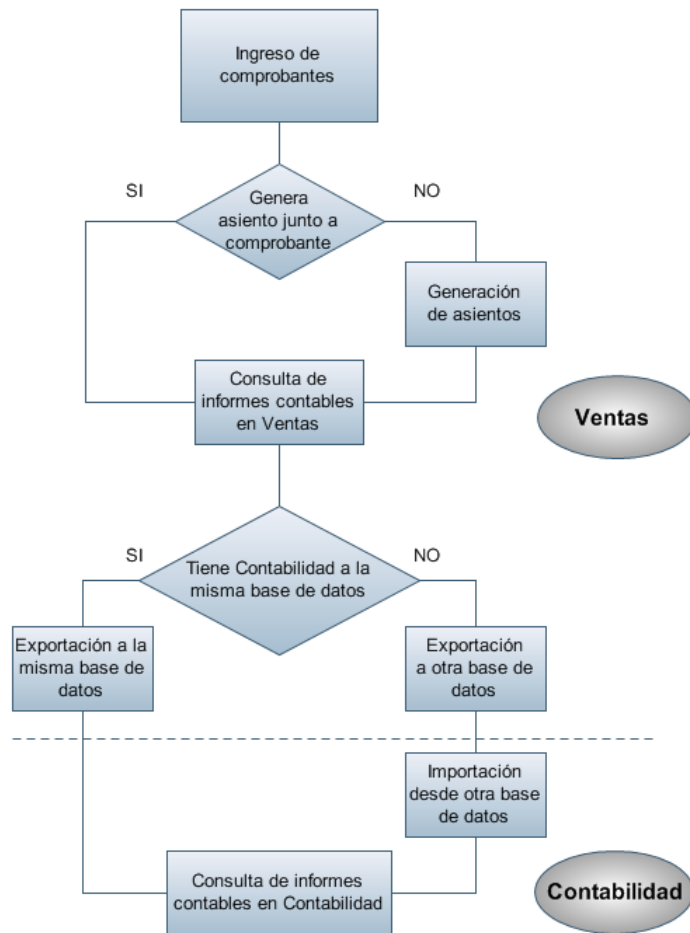 Ingreso de
comprobantes
SI
NO
Genera
asiento junto a
comprobante
Generación
de asientos
Consulta de
informes contables
en Ventas
Ventas
SI
NO
Tiene Contabilidad a la
misma base de datos
Exportación a la
misma base de
datos
Exportación
a otra base de
datos
Importación
desde otra base
de datos
Consulta de informes
contables en Contabilidad
Contabilidad